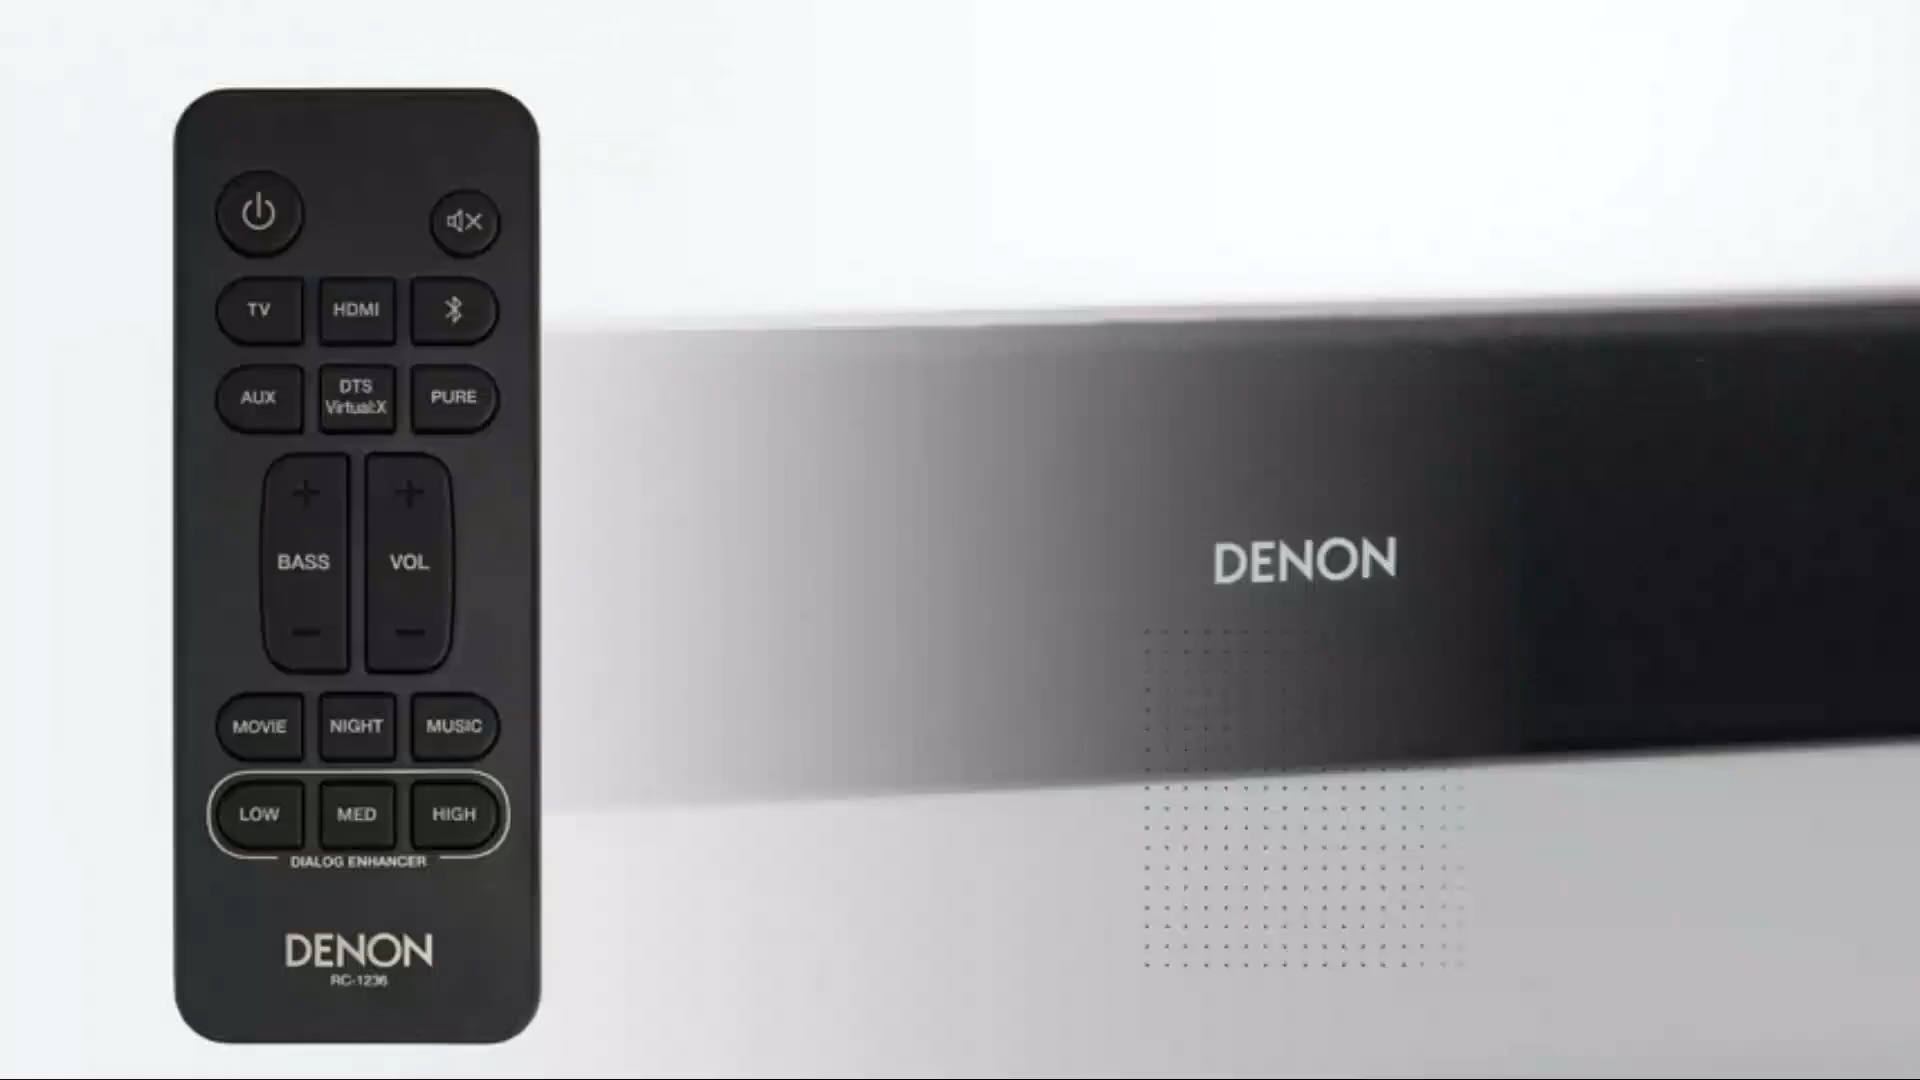 TV HDMI
AUX DTS Virtual:X PURE
BASS VOL
MOVIE NIGHT MUSIC
LOW MED HIGH
DIALOG ENHANCER
DENON
RC-1236
DENON